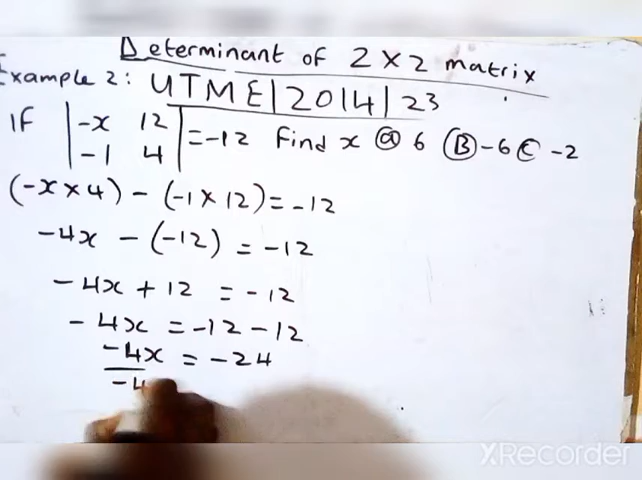 Determinant of 2 x 2 matrix
Example 2: UTME/2014/23
If |-x 12| = -12 Find x (a) 6 (B) -6 (C) -2
|-1 4|
(-x x 4) - (-1 x 12) = -12
-4x - (-12) = -12
-4x + 12 = -12
-4x = -12 - 12
-4x = -24
-4
XRecorder